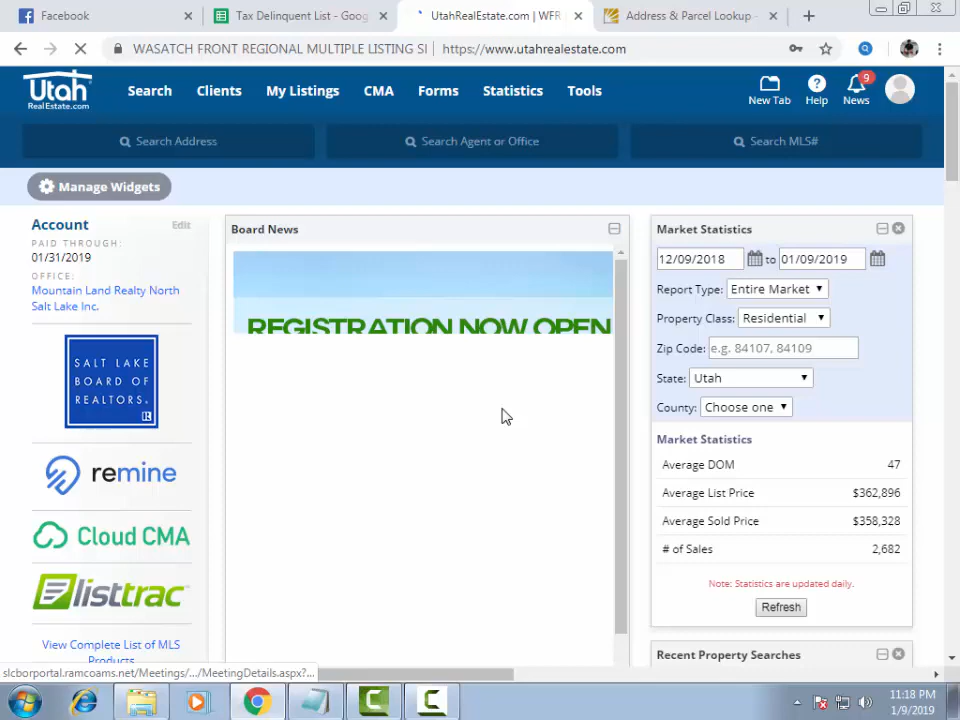 Facebook
Tax Delinquent List - Goog
UtahRealEstate.com | WFR
Address & Parcel Lookup -
WASATCH FRONT REGIONAL MULTIPLE LISTING SI | https://www.utahrealestate.com
Utah
RealEstate.com
Search Clients My Listings CMA Forms Statistics Tools
New Tab
Help
9
News
Search Address
Search Agent or Office
Search MLS#
Manage Widgets
Account
Edit
PAID THROUGH:
01/31/2019
OFFICE:
Mountain Land Realty North
Salt Lake Inc.
SALT LAKE
BOARD OF
REALTORS®
remine
Cloud CMA
listtrac
View Complete List of MLS
Products
Board News
REGISTRATION NOW OPEN
Market Statistics
12/09/2018 to 01/09/2019
Report Type: Entire Market
Property Class: Residential
Zip Code: e.g. 84107, 84109
State: Utah
County: Choose one
Market Statistics
Average DOM 47
Average List Price $362,896
Average Sold Price $358,328
# of Sales 2,682
Note: Statistics are updated daily.
Refresh
Recent Property Searches
slcborportal.ramcoams.net/Meetings/.../MeetingDetails.aspx?...
11:18 PM
1/9/2019